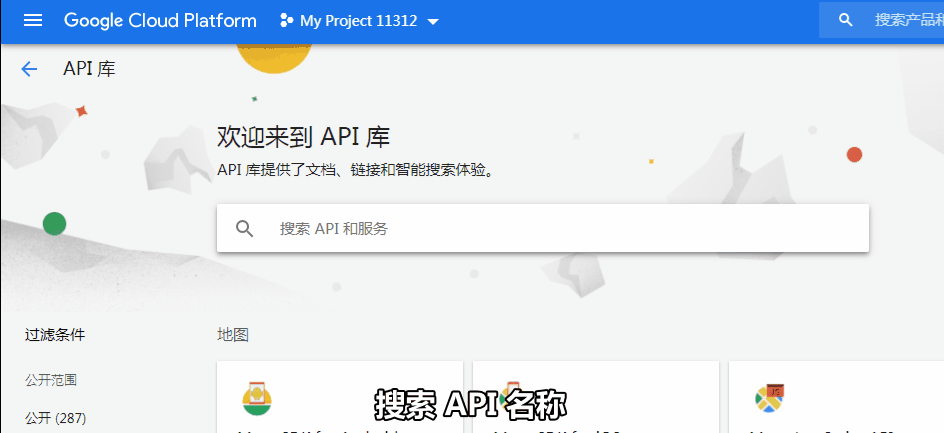 Google Cloud Platform
My Project 11312
搜索产品和
API 库
欢迎来到 API 库
API 库提供了文档、链接和智能搜索体验。
搜索 API 和服务
过滤条件
地图
公开范围
公开 (287)
搜索 API 名称